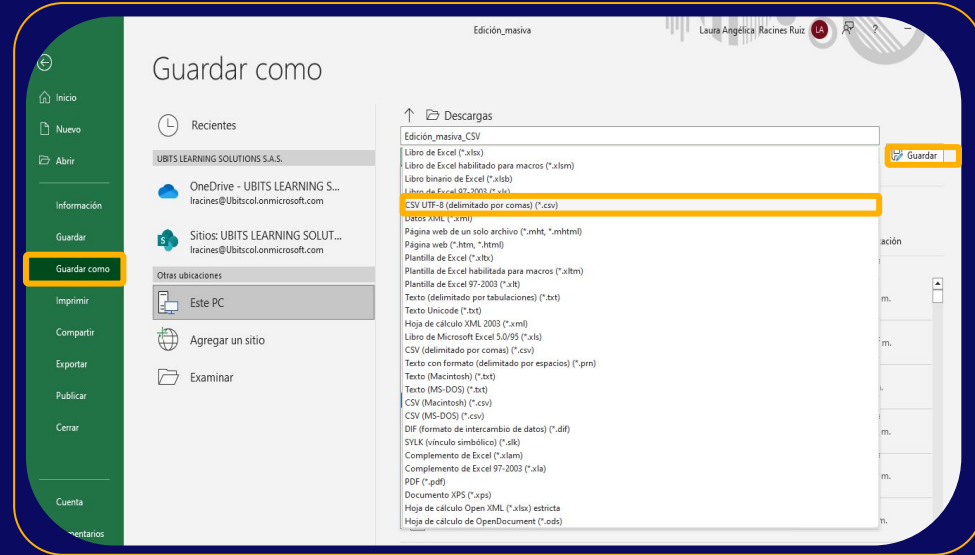 Edición_masiva
Laura Angélica Racines Ruiz
LA
?
Guardar como
Inicio
Nuevo
Abrir
Información
Guardar
Guardar como
Imprimir
Compartir
Exportar
Publicar
Cerrar
Cuenta
Recientes
UBITS LEARNING SOLUTIONS S.A.S.
OneDrive - UBITS LEARNING S...
lracines@Ubitscol.onmicrosoft.com
Sitios: UBITS LEARNING SOLUT...
lracines@Ubitscol.onmicrosoft.com
Otras ubicaciones
Este PC
Agregar un sitio
Examinar
Descargas
Edición_masiva_CSV
Libro de Excel (*.xlsx)
Libro de Excel habilitado para macros (*.xlsm)
Libro binario de Excel (*.xlsb)
Libro de Excel 97-2003 (*.xls)
CSV UTF-8 (delimitado por comas) (*.csv)
Datos XML (*.xml)
Página web de un solo archivo (*.mht, *.mhtml)
Página web (*.htm, *.html)
Plantilla de Excel (*.xltx)
Plantilla de Excel habilitada para macros (*.xltm)
Plantilla de Excel 97-2003 (*.xlt)
Texto (delimitado por tabulaciones) (*.txt)
Texto Unicode (*.txt)
Hoja de cálculo XML 2003 (*.xml)
Libro de Microsoft Excel 5.0/95 (*.xls)
CSV (delimitado por comas) (*.csv)
Texto con formato (delimitado por espacios) (*.prn)
Texto (Macintosh) (*.txt)
Texto (MS-DOS) (*.txt)
CSV (Macintosh) (*.csv)
CSV (MS-DOS) (*.csv)
DIF (formato de intercambio de datos) (*.dif)
SYLK (vínculo simbólico) (*.slk)
Complemento de Excel (*.xlam)
Complemento de Excel 97-2003 (*.xla)
PDF (*.pdf)
Documento XPS (*.xps)
Hoja de cálculo Open XML (*.xlsx) estricta
Hoja de cálculo de OpenDocument (*.ods)
Guardar
m.
m.
m.
m.